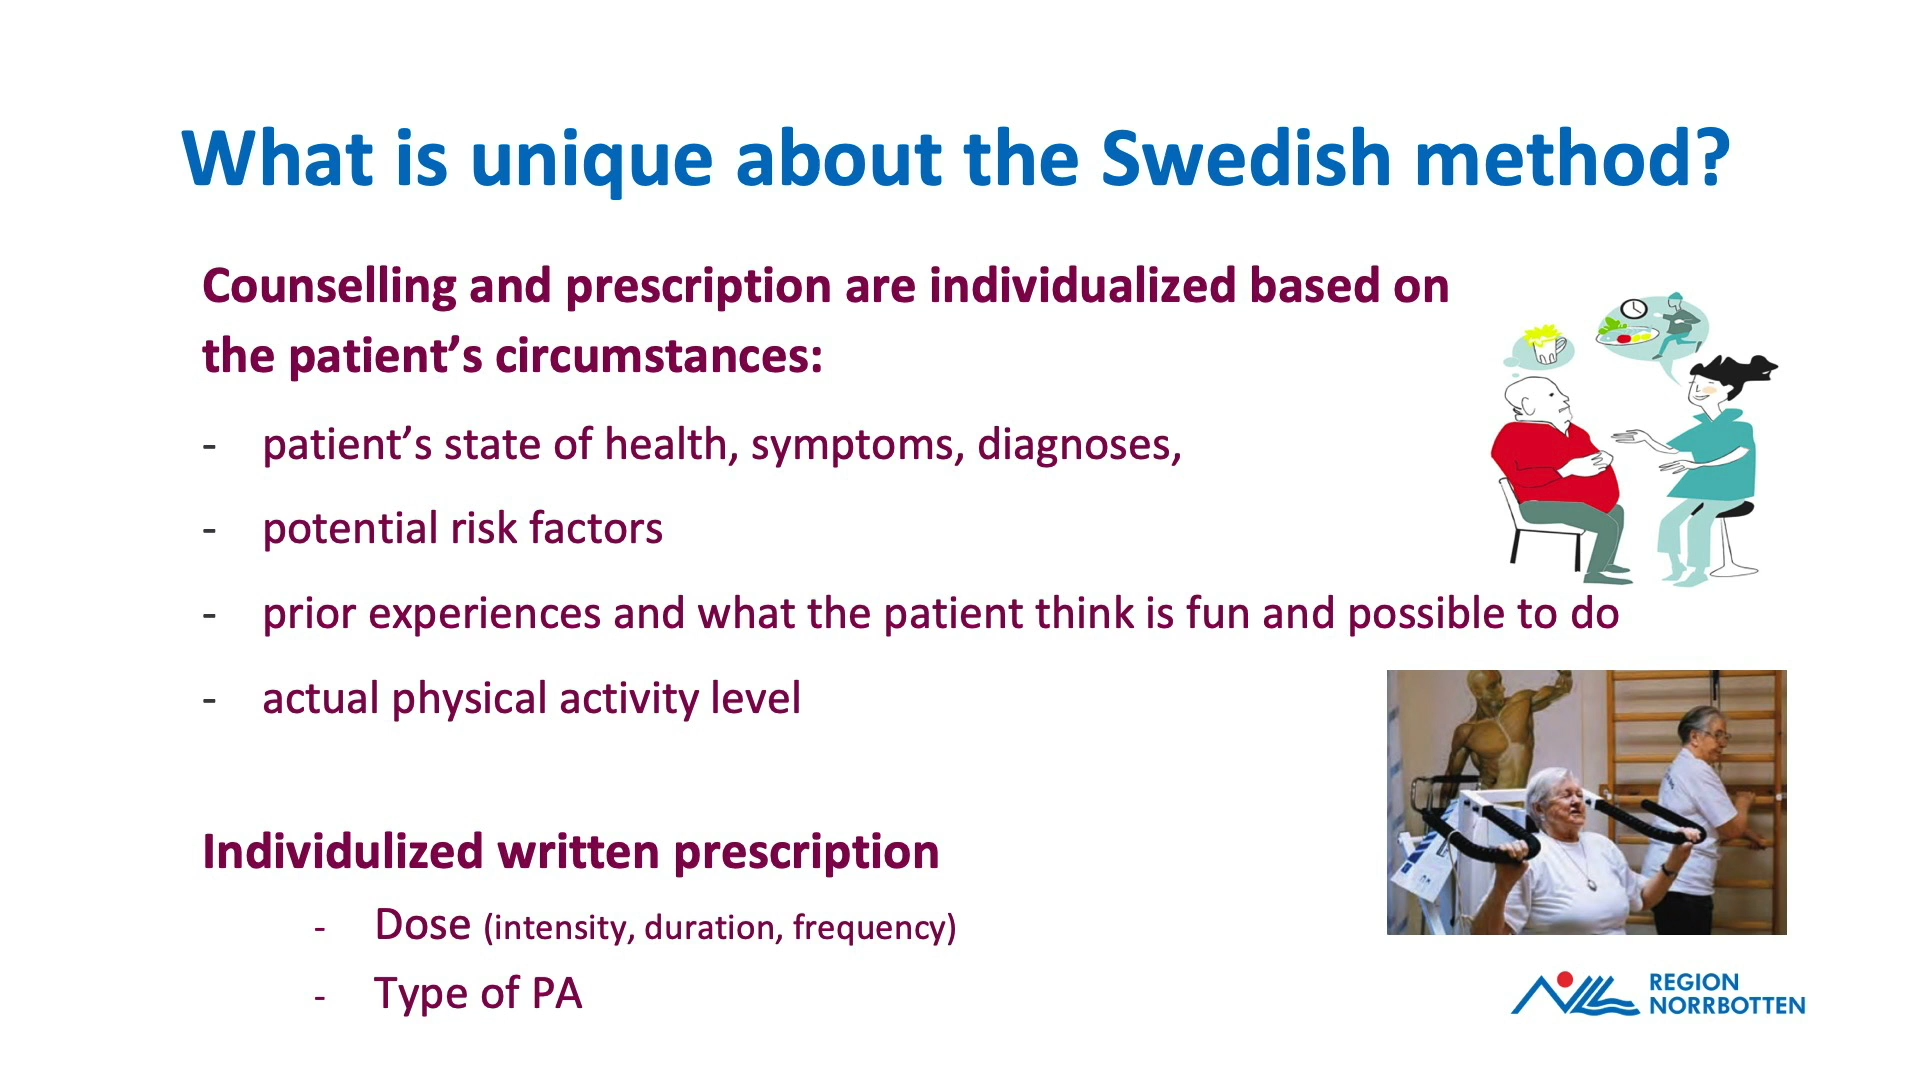 What is unique about the Swedish method?
Counselling and prescription are individualized based on
the patient’s circumstances:
- patient’s state of health, symptoms, diagnoses,
- potential risk factors
- prior experiences and what the patient think is fun and possible to do
- actual physical activity level
Individulized written prescription
- Dose (intensity, duration, frequency)
- Type of PA
REGION
NORRBOTTEN